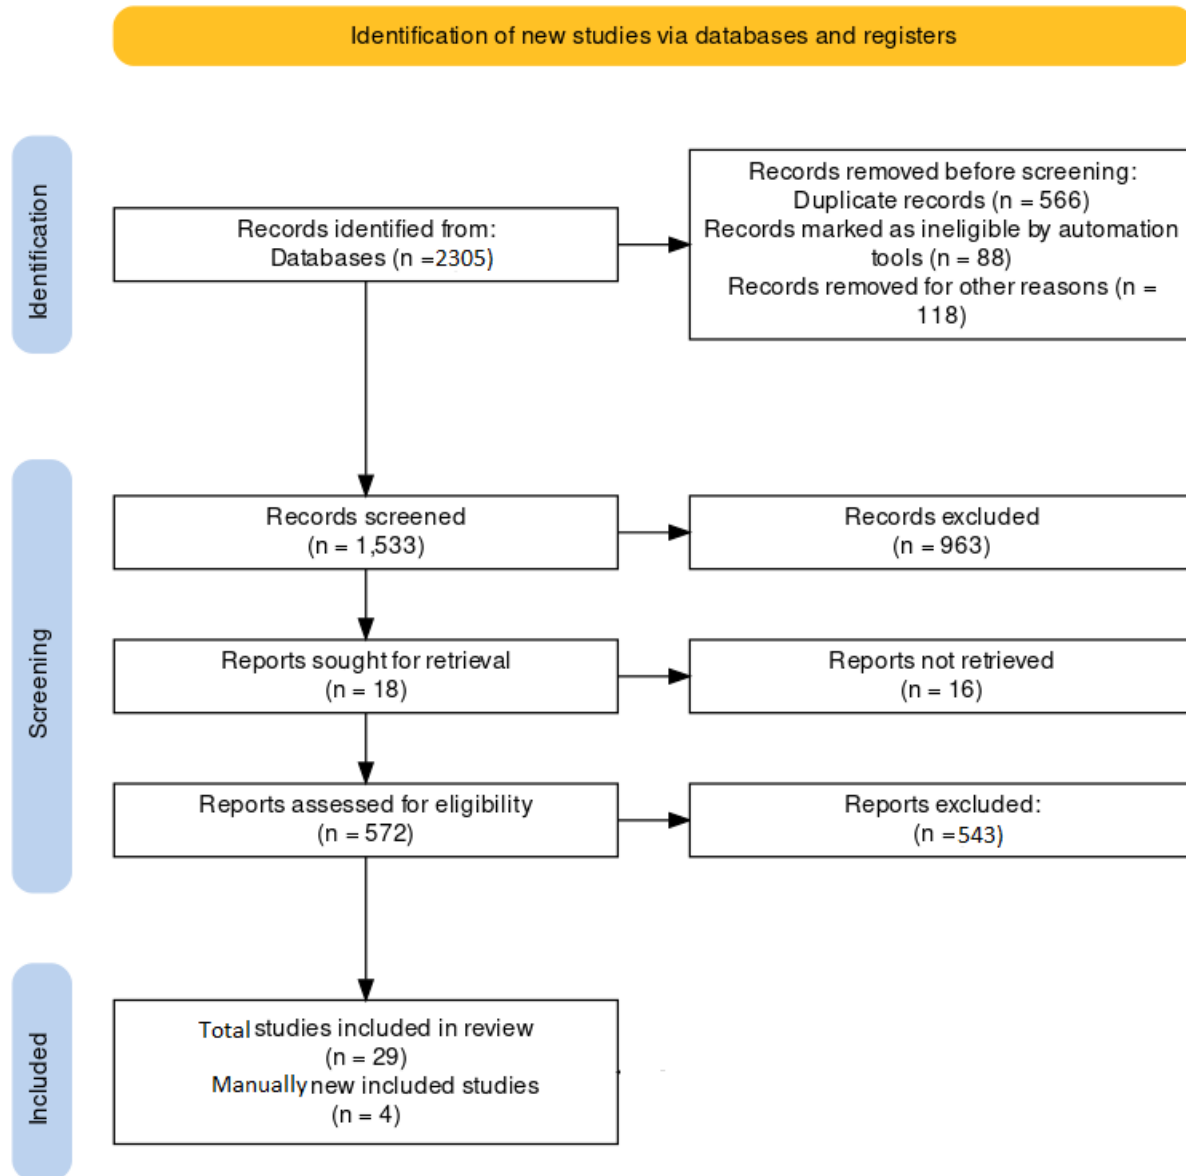 Identification of new studies via databases and registers
Identification
Records identified from:
Databases (n =2305)
Records removed before screening:
Duplicate records (n = 566)
Records marked as ineligible by automation
tools (n = 88)
Records removed for other reasons (n =
118)
Screening
Records screened
(n = 1,533)
Records excluded
(n = 963)
Reports sought for retrieval
(n = 18)
Reports not retrieved
(n = 16)
Reports assessed for eligibility
(n = 572)
Reports excluded:
(n =543)
Included
Total studies included in review
(n = 29)
Manually new included studies
(n = 4)